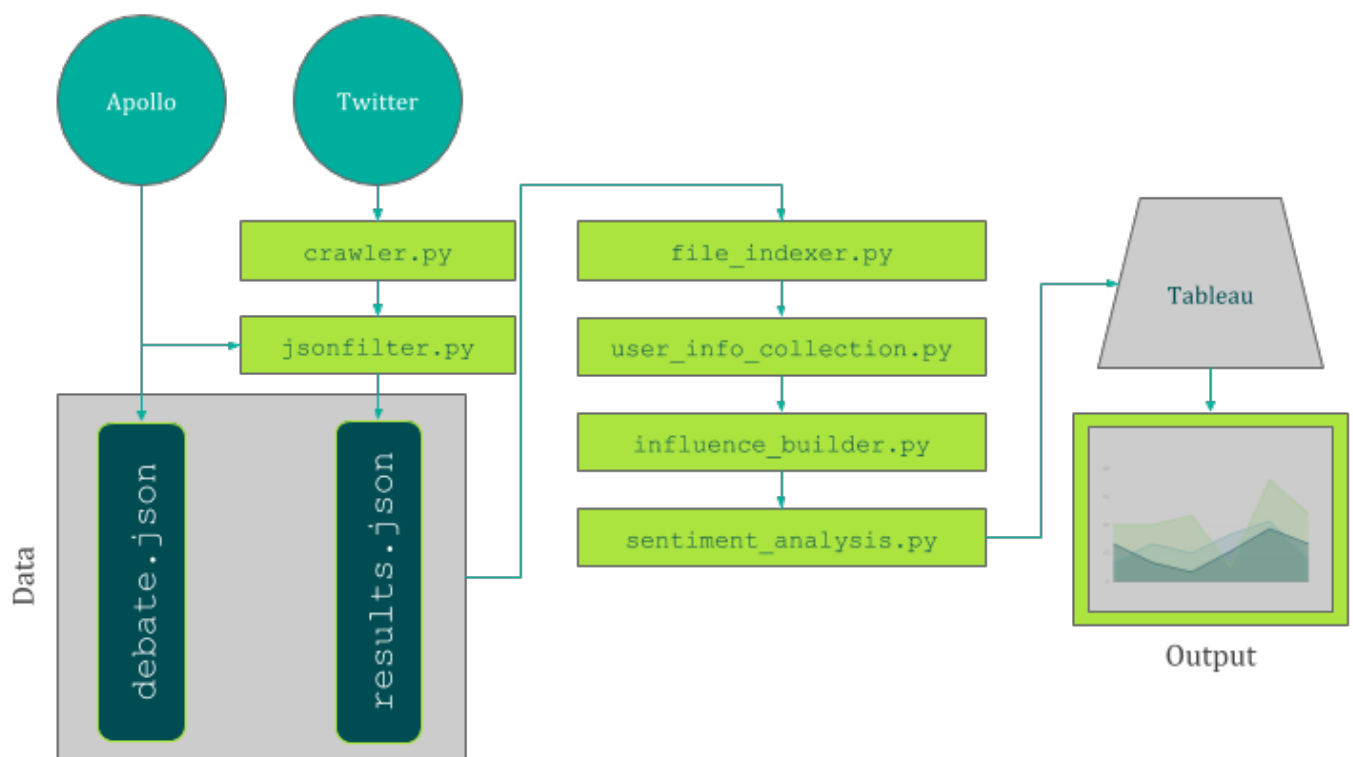 Apollo
Twitter
crawler.py
jsonfilter.py
Data
debate.json
results.json
file_indexer.py
user_info_collection.py
influence_builder.py
sentiment_analysis.py
Tableau
Output